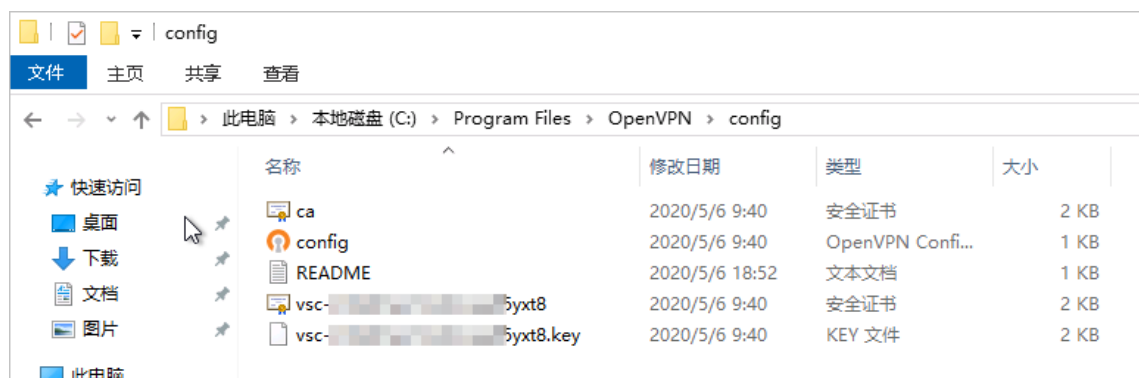 config
文件 主页 共享 查看
此电脑 本地磁盘 (C:) Program Files OpenVPN config
名称 修改日期 类型 大小
快速访问
桌面
下载
文档
图片
此电脑
ca 2020/5/6 9:40 安全证书 2 KB
config 2020/5/6 9:40 OpenVPN Confi... 1 KB
README 2020/5/6 18:52 文本文档 1 KB
vsc- 5yxt8 2020/5/6 9:40 安全证书 2 KB
vsc- 5yxt8.key 2020/5/6 9:40 KEY 文件 2 KB